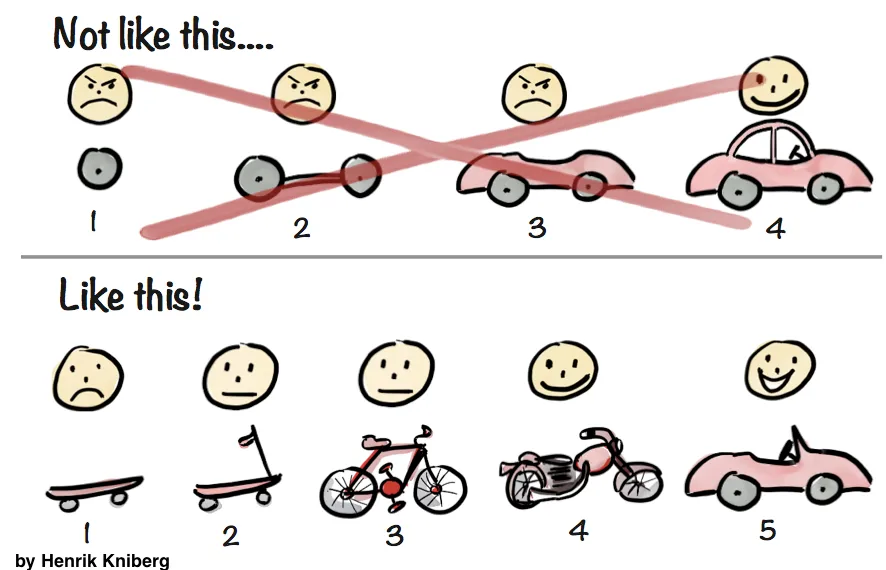 Not like this....
1 2 3 4
Like this!
1 2 3 4 5
by Henrik Kniberg